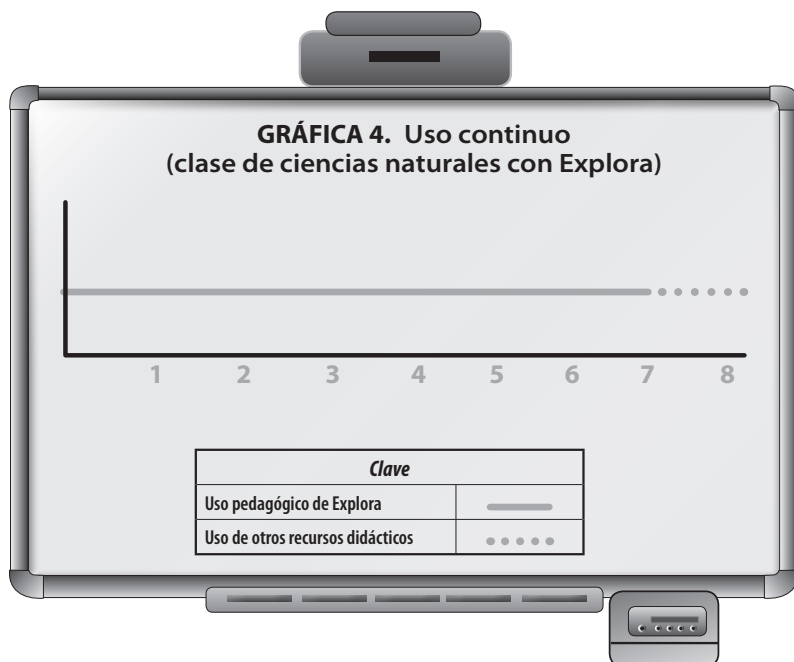 GRÁFICA 4. Uso continuo
(clase de ciencias naturales con Explora)
1 2 3 4 5 6 7 8
Clave
Uso pedagógico de Explora
Uso de otros recursos didácticos